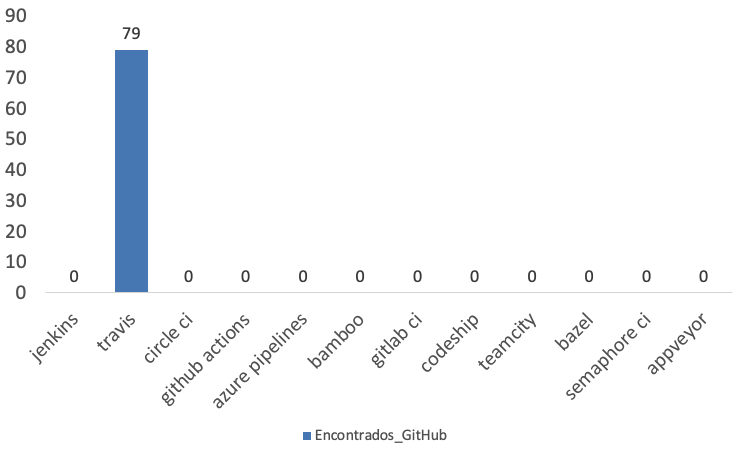 90
80
70
60
50
40
30
20
10
0
0 79 0 0 0 0 0 0 0 0 0 0
jenkins
travis
circle ci
github actions
azure pipelines
bamboo
gitlab ci
codeship
teamcity
bazel
semaphore ci
appveyor
Encontrados_GitHub